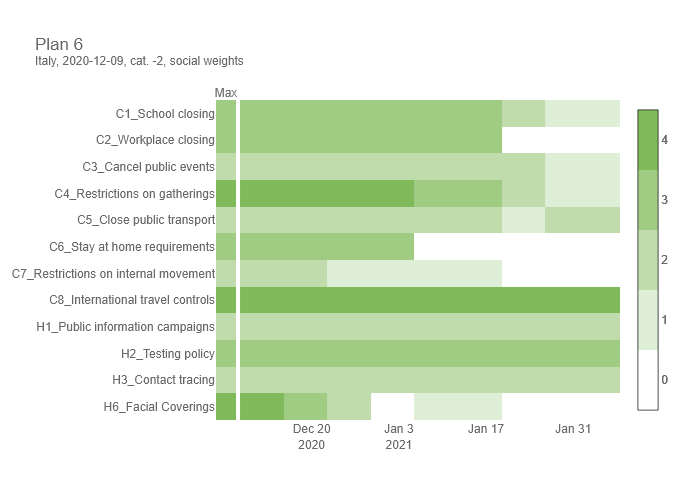 Plan 6
Italy, 2020-12-09, cat. -2, social weights
Max
C1_School closing
C2_Workplace closing
C3_Cancel public events
C4_Restrictions on gatherings
C5_Close public transport
C6_Stay at home requirements
C7_Restrictions on internal movement
C8_International travel controls
H1_Public information campaigns
H2_Testing policy
H3_Contact tracing
H6_Facial Coverings
Dec 20 Jan 3 Jan 17 Jan 31
2020 2021
4
3
2
1
0